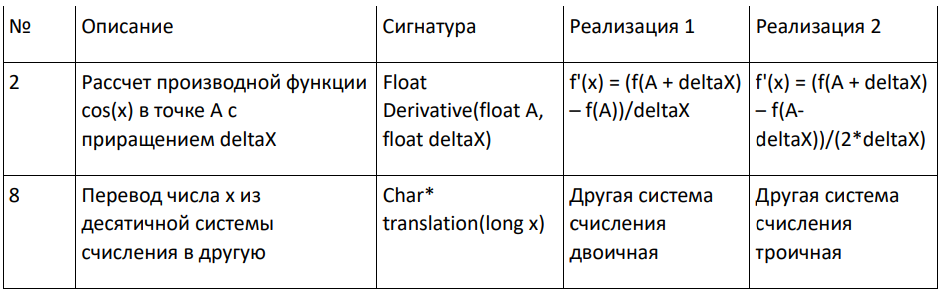 № Описание Сигнатура Реализация 1 Реализация 2
2 Рассчет производной функции Float f'(x) = (f(A + deltaX) f'(x) = (f(A + deltaX)
cos(x) в точке A с Derivative(float A, – f(A))/deltaX – f(A-
приращением deltaX float deltaX) deltaX))/(2*deltaX)
8 Перевод числа x из Char* Другая система Другая система
десятичной системы translation(long x) счисления счисления
счисления в другую двоичная троичная